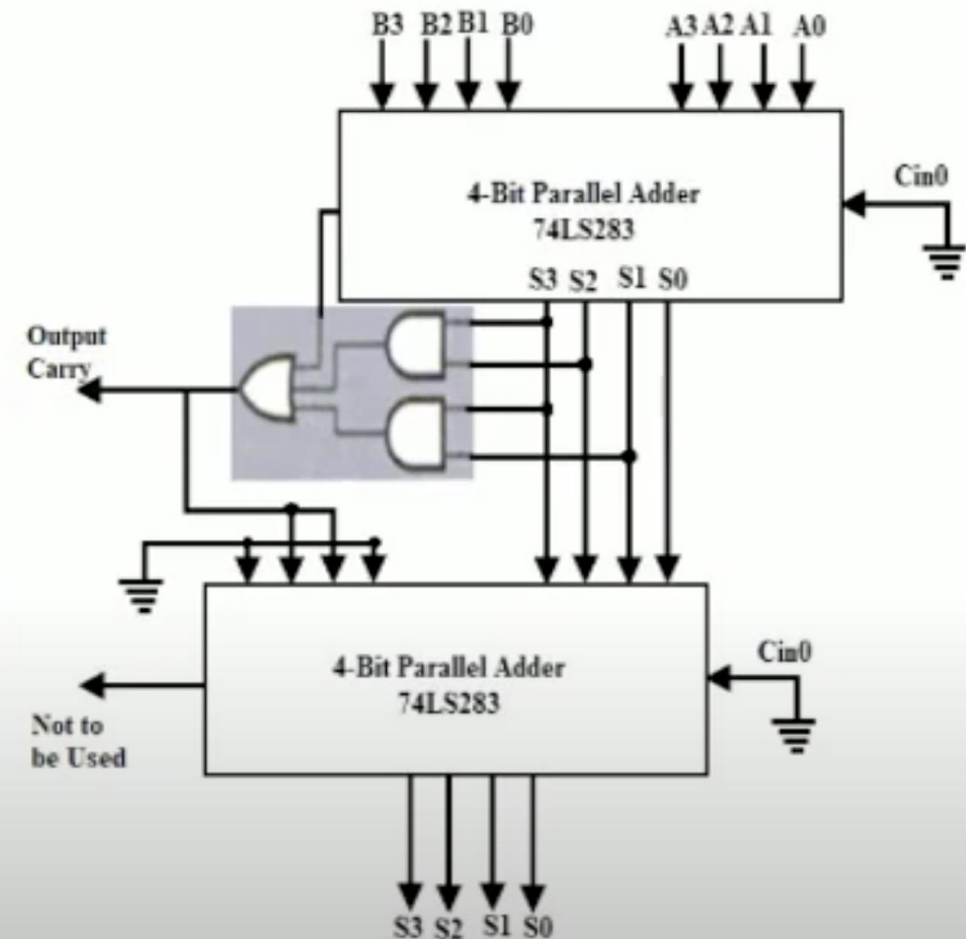 B3 B2 B1 B0 A3 A2 A1 A0
Cin0
4-Bit Parallel Adder
74LS283
S3 S2 S1 S0
Output
Carry
4-Bit Parallel Adder
74LS283
Cin0
Not to
be Used
S3 S2 S1 S0